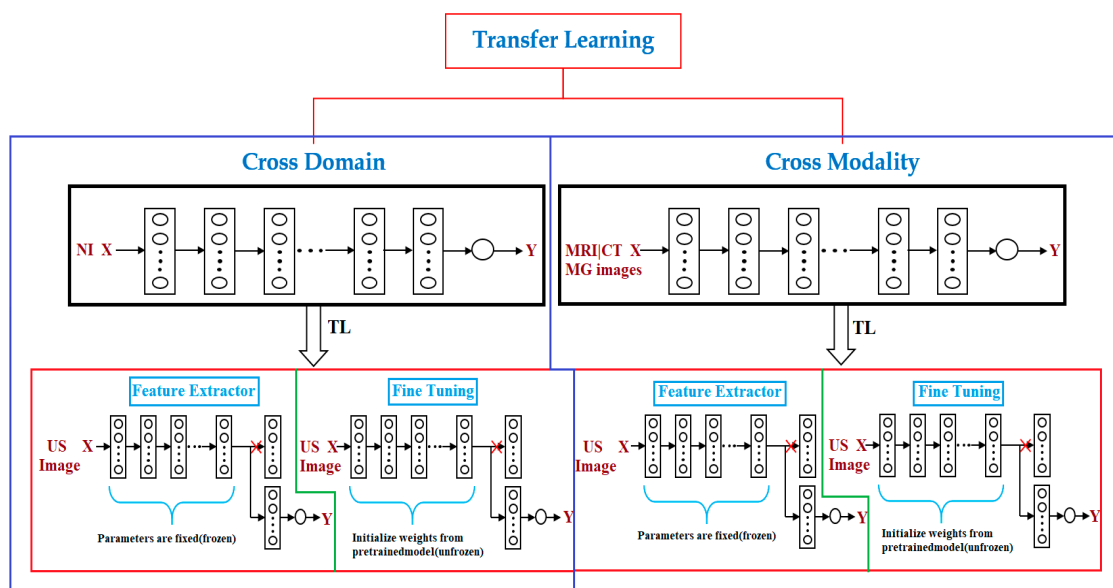 Transfer Learning
Cross Domain
NI X
Y
TL
Feature Extractor
US X
Image
Y
Parameters are fixed(frozen)
Fine Tuning
US X
Image
Y
Initialize weights from
pretrainedmodel(unfrozen)
Cross Modality
MRI|CT X
MG images
Y
TL
Feature Extractor
US X
Image
Y
Parameters are fixed(frozen)
Fine Tuning
US X
Image
Y
Initialize weights from
pretrainedmodel(unfrozen)